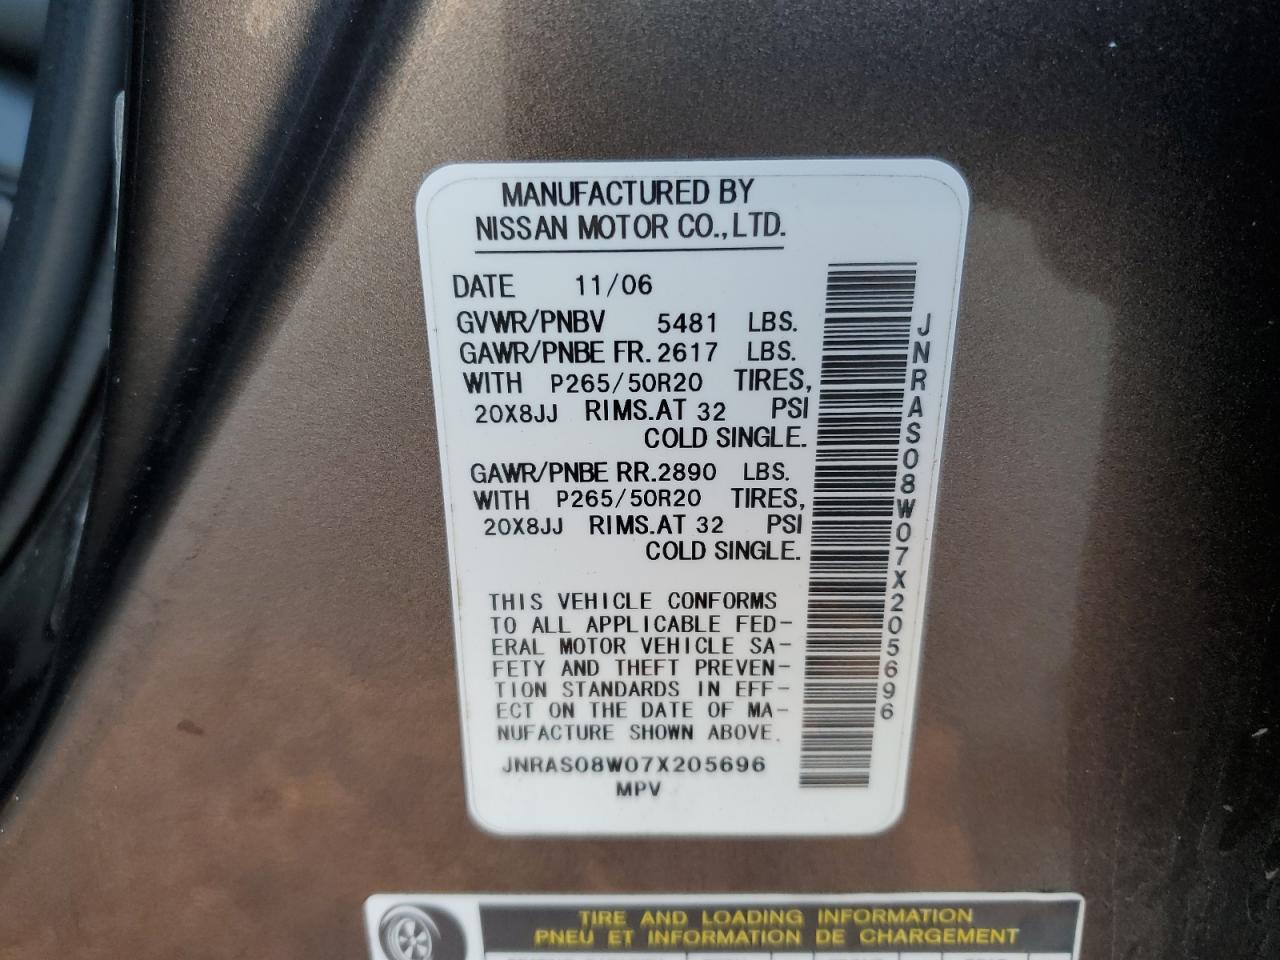 MANUFACTURED BY
NISSAN MOTOR CO., LTD.
DATE 11/06
GVWR/PNBV 5481 LBS.
GAWR/PNBE FR. 2617 LBS.
WITH P265/50R20 TIRES,
20X8JJ RIMS.AT 32 PSI
COLD SINGLE.
GAWR/PNBE RR.2890 LBS.
WITH P265/50R20 TIRES,
20X8JJ RIMS.AT 32 PSI
COLD SINGLE.
THIS VEHICLE CONFORMS
TO ALL APPLICABLE FED-
ERAL MOTOR VEHICLE SA-
FETY AND THEFT PREVEN-
TION STANDARDS IN EFF-
ECT ON THE DATE OF MA-
NUFACTURE SHOWN ABOVE.
JNRAS08W07X205696
MPV
JNRAS08W07X205696
TIRE AND LOADING INFORMATION
PNEU ET INFORMATION DE CHARGEMENT